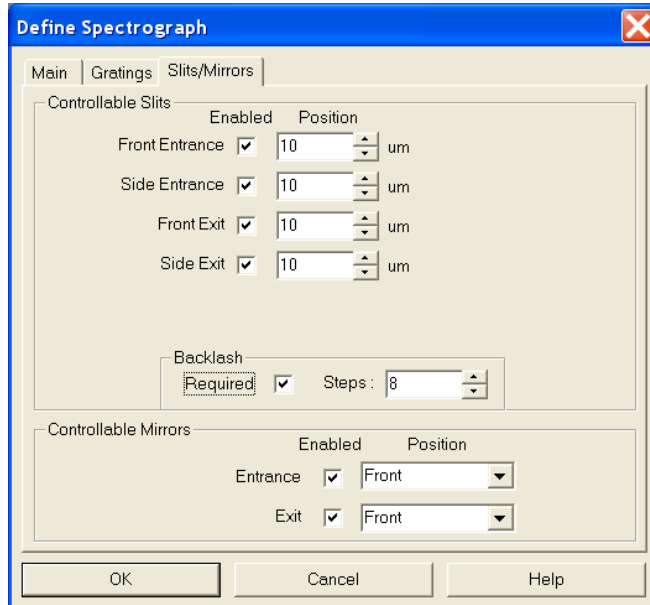 Define Spectrograph
Main Gratings Slits/Mirrors
Controllable Slits
Enabled Position
Front Entrance 10 um
Side Entrance 10 um
Front Exit 10 um
Side Exit 10 um
Backlash
Required Steps : 8
Controllable Mirrors
Enabled Position
Entrance Front
Exit Front
OK Cancel Help